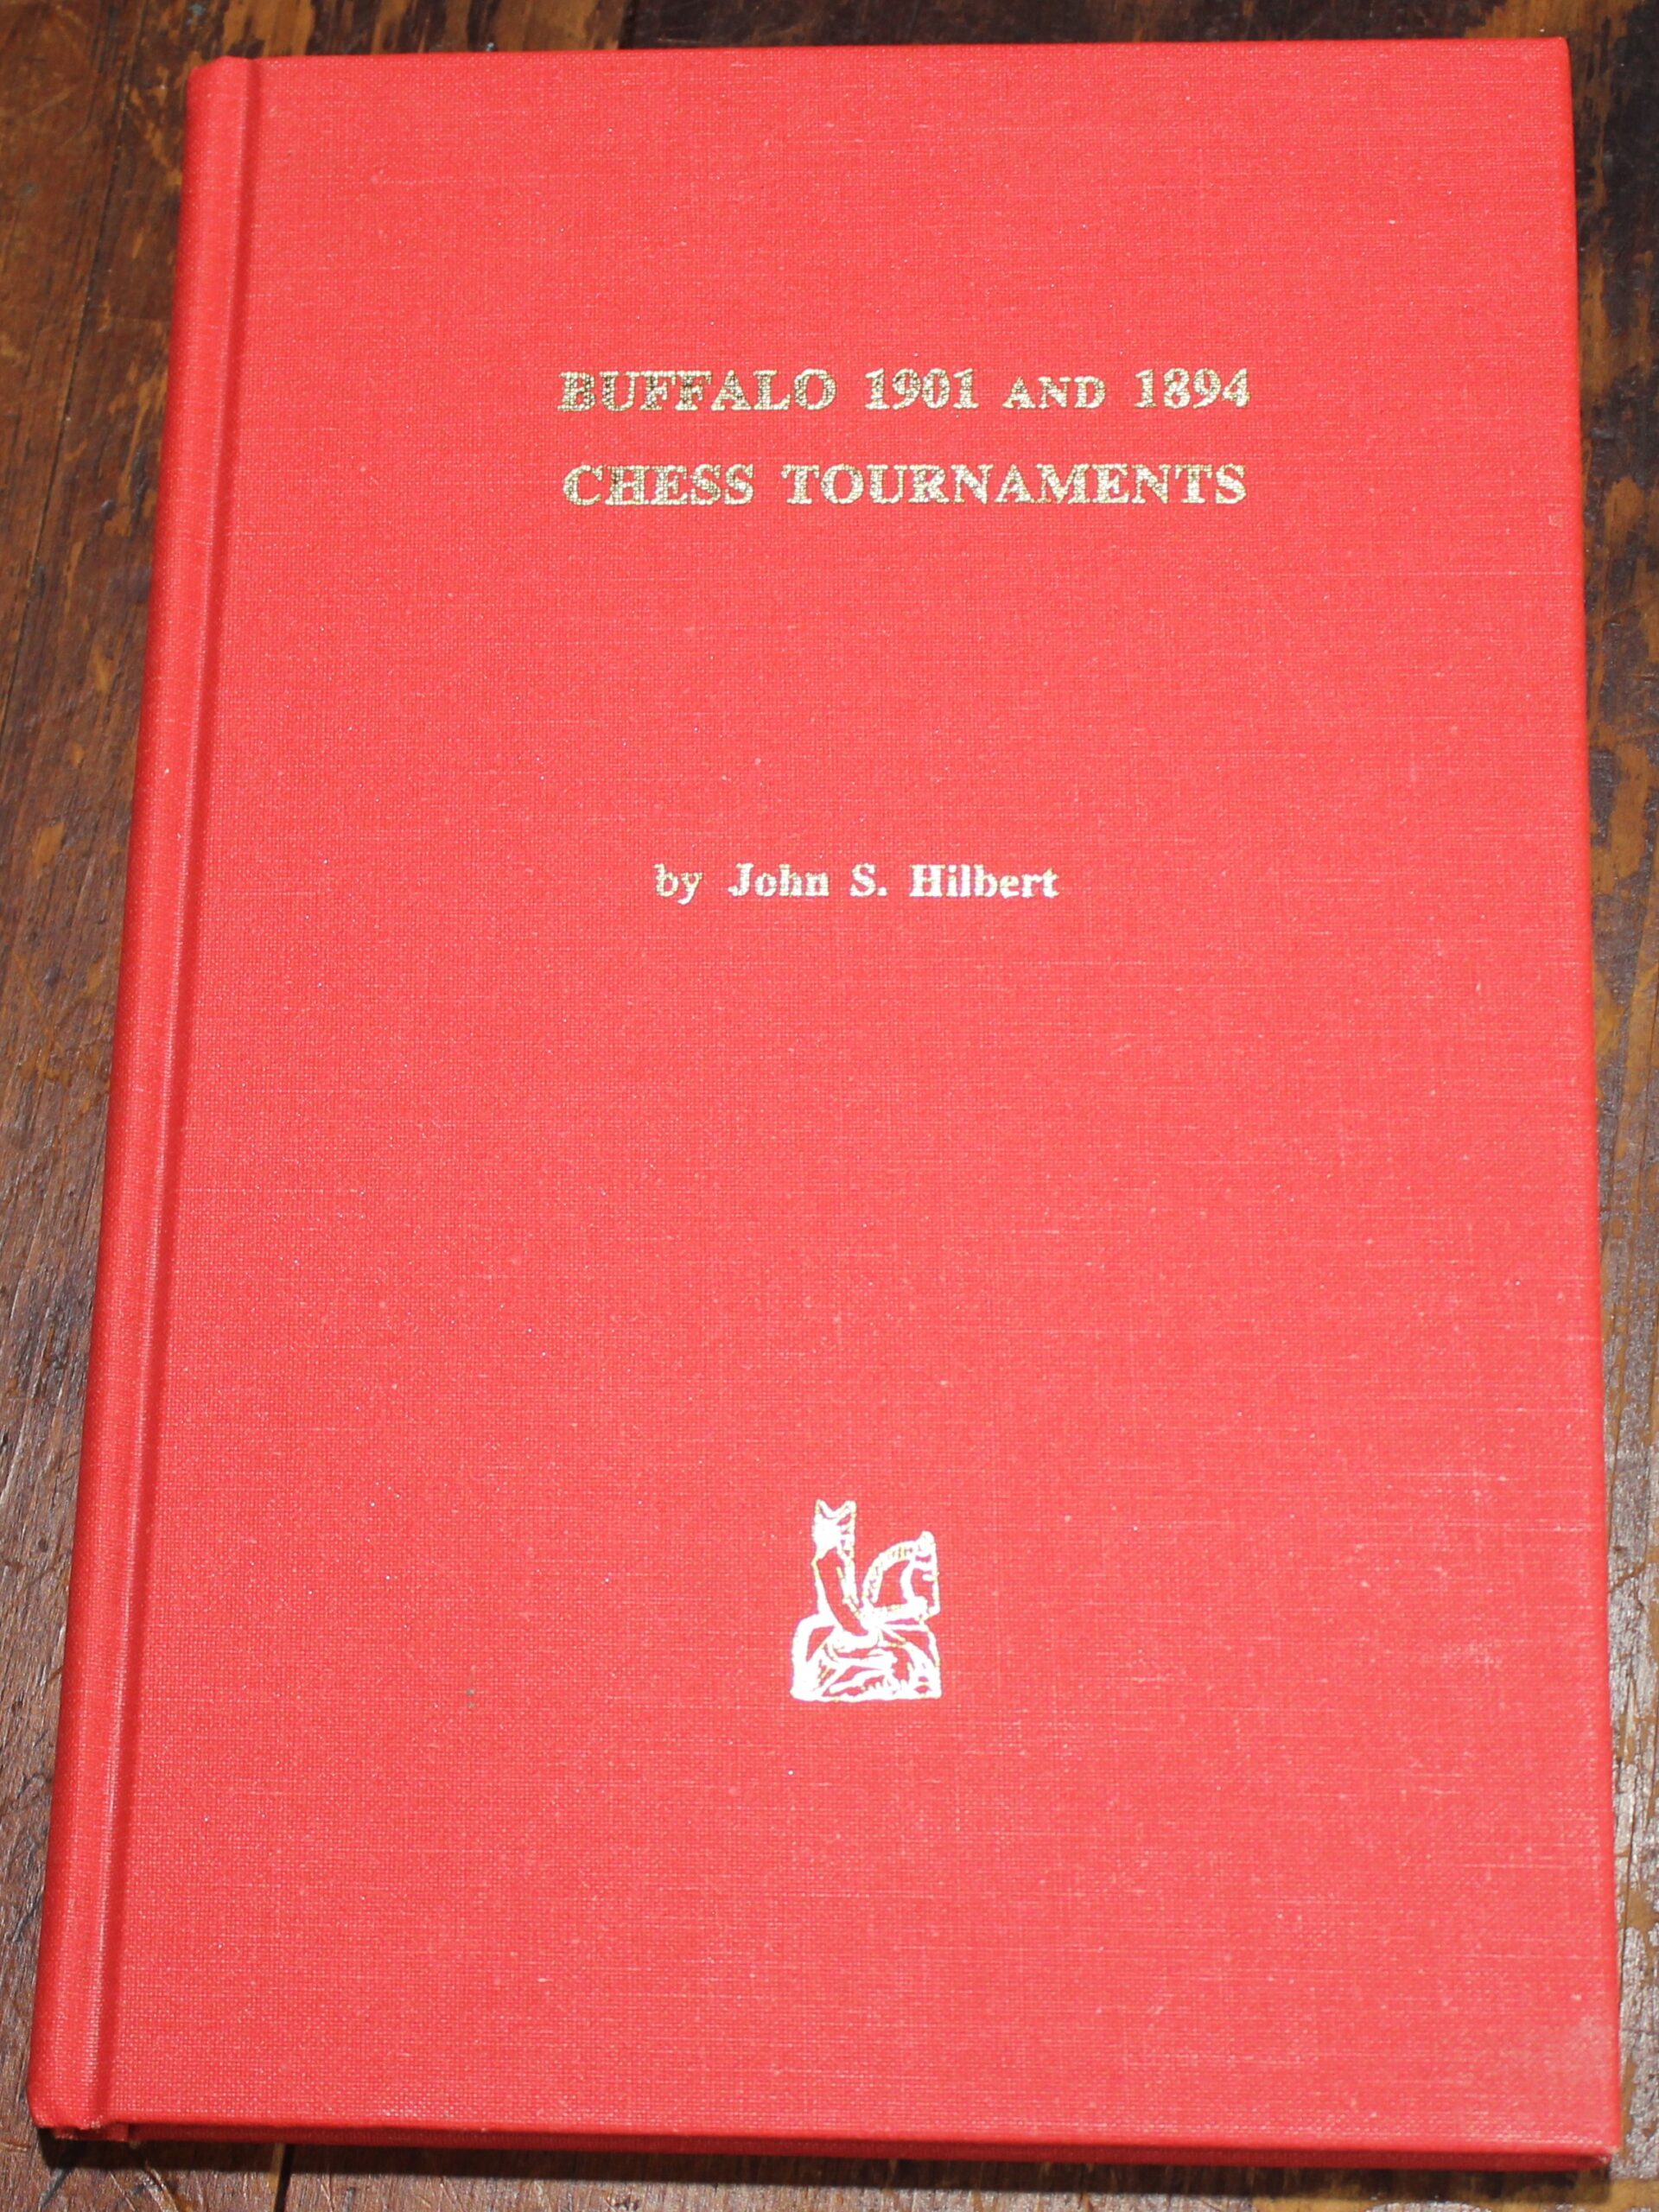 BUFFALO 1901 AND 1894
CHESS TOURNAMENTS
by John S. Hilbert